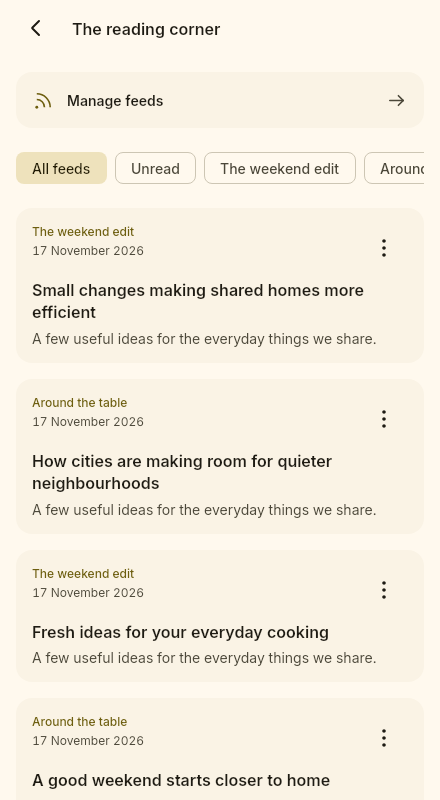 The reading corner
Manage feeds
All feeds
Unread
The weekend edit
The weekend edit
17 November 2026
Small changes making shared homes more
efficient
A few useful ideas for the everyday things we share.
Around the table
17 November 2026
How cities are making room for quieter
neighbourhoods
A few useful ideas for the everyday things we share.
The weekend edit
17 November 2026
Fresh ideas for your everyday cooking
A few useful ideas for the everyday things we share.
Around the table
17 November 2026
A good weekend starts closer to home